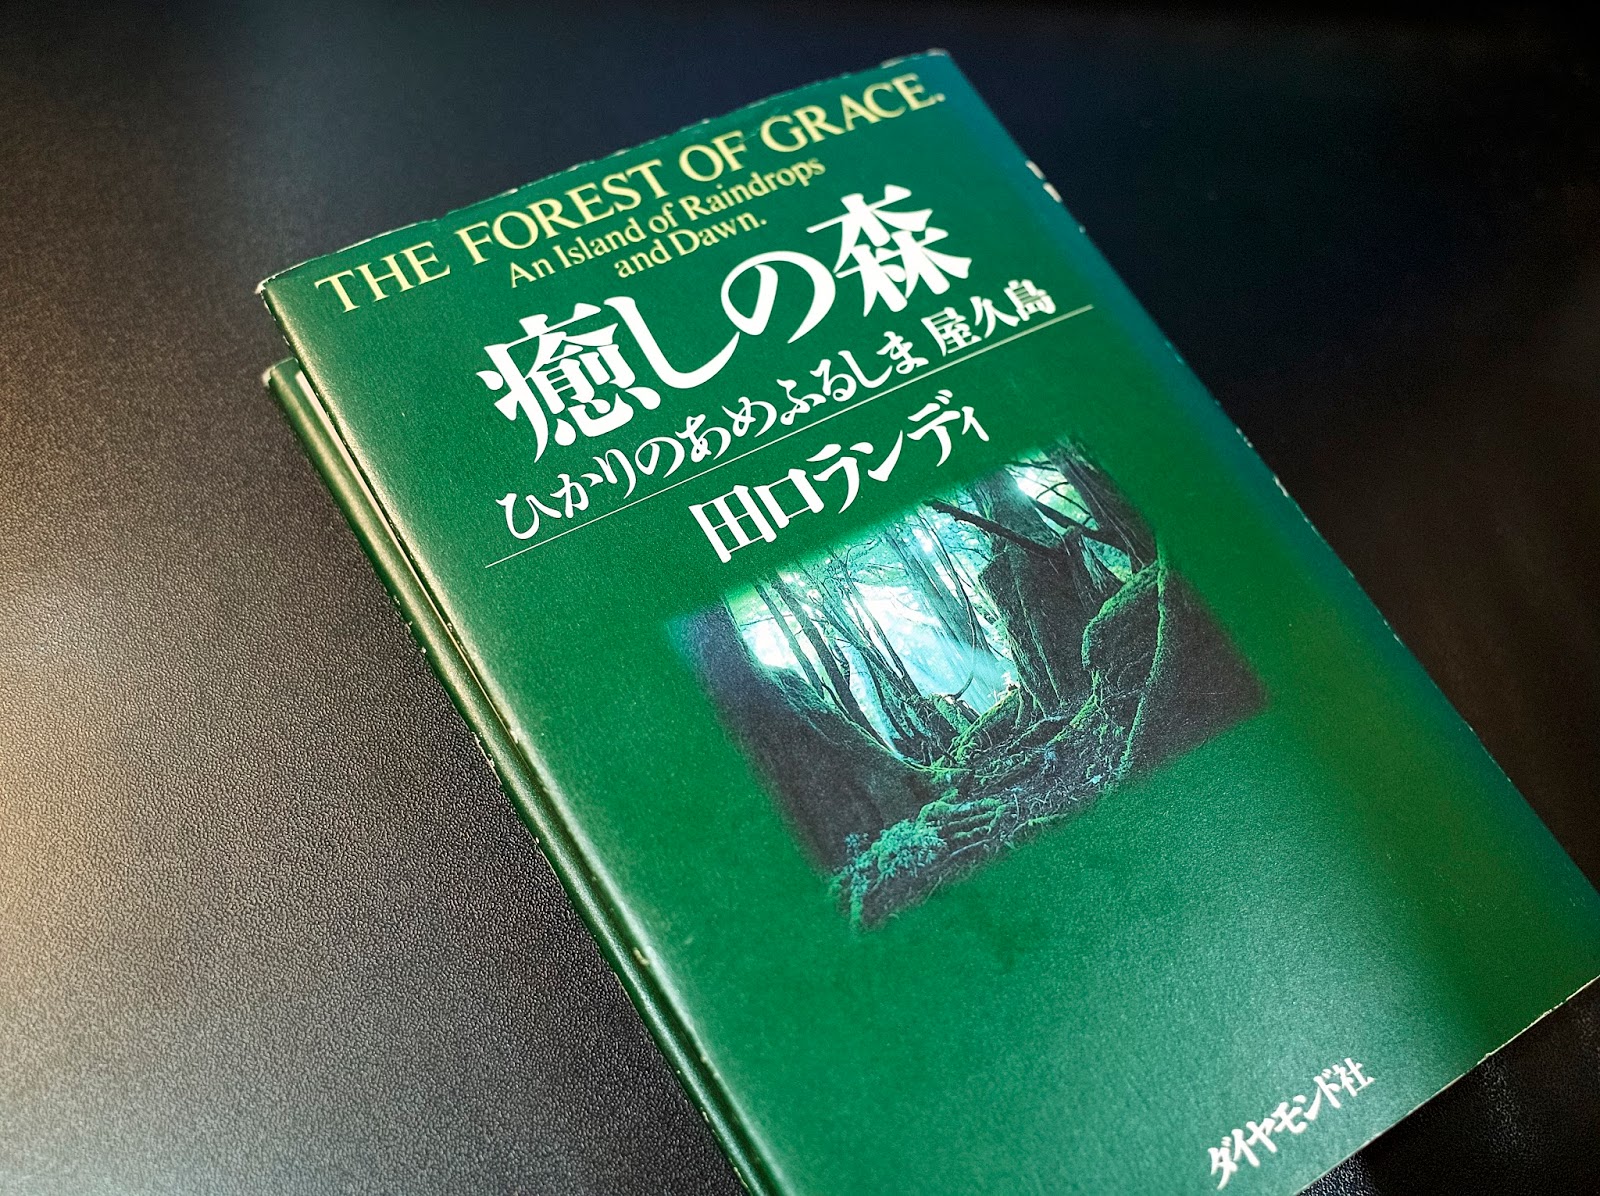 THE FOREST OF GRACE.
An Island of Raindrops
and Dawn.
癒しの森
ひかりのあめふるしま 屋久島
田口ランディ
ダイヤモンド社